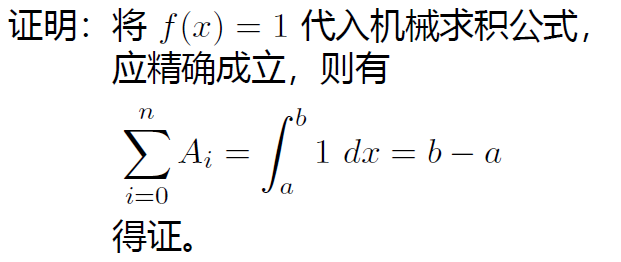 证明：将 f(x) = 1 代入机械求积公式，
应精确成立，则有
\sum_{i=0}^{n} A_i = \int_a^b 1 dx = b − a
得证。